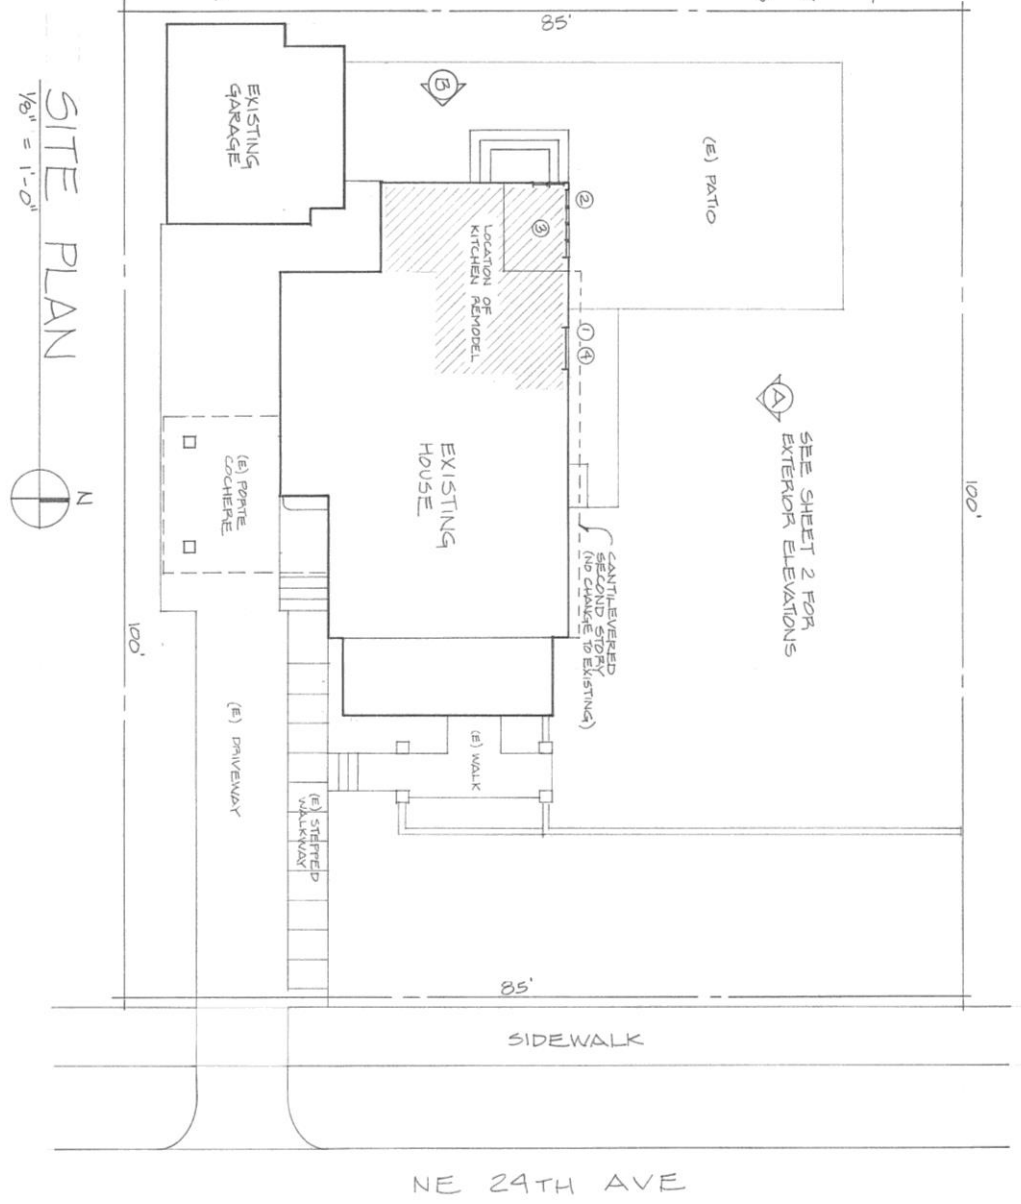 85'
EXISTING
GARAGE
B
(E) PATIO
2
3
LOCATION OF
KITCHEN REMODEL
1 4
A
SEE SHEET 2 FOR
EXTERIOR ELEVATIONS
EXISTING
HOUSE
(E) PORTE
COCHERE
CANTILEVERED
SECOND STORY
(NO CHANGE TO EXISTING)
100'
100'
(E) DRIVEWAY
(E) WALK
(E) STEPPED
WALKWAY
85'
SIDEWALK
NE 24TH AVE
SITE PLAN
1/8" = 1'-0"
N